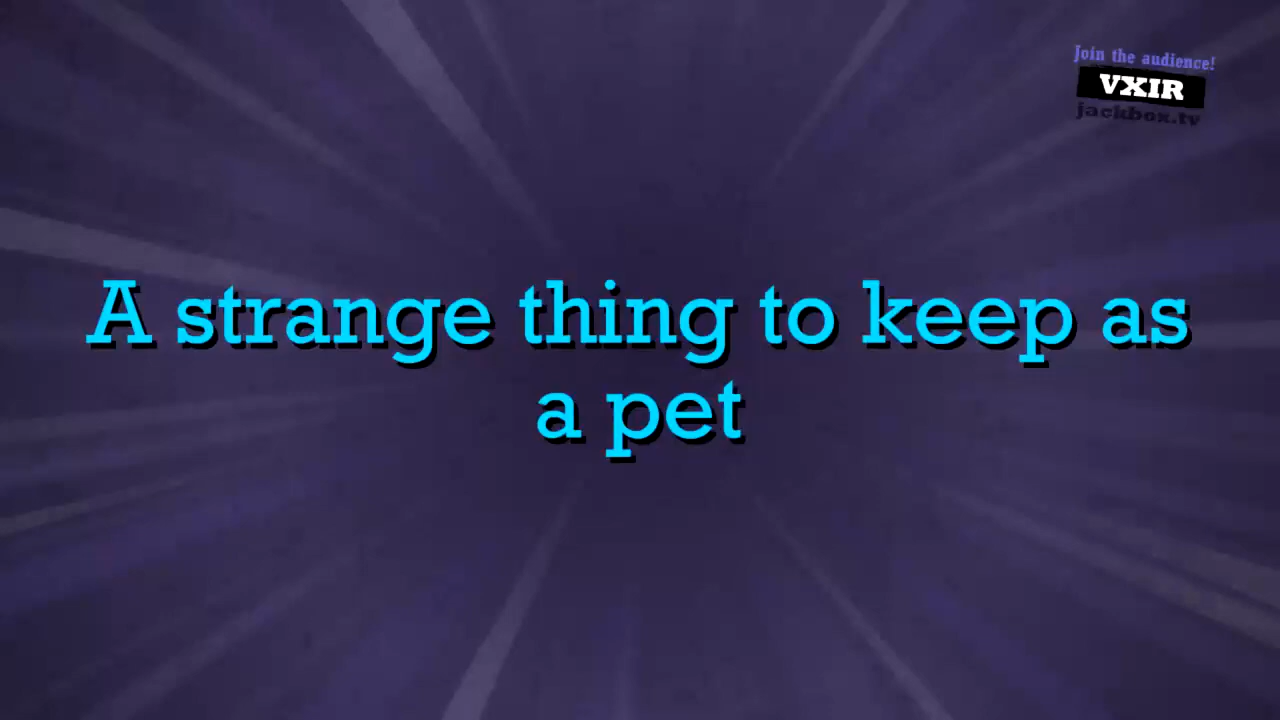 Join the audience!
VXIR
jackbox.tv
A strange thing to keep as
a pet